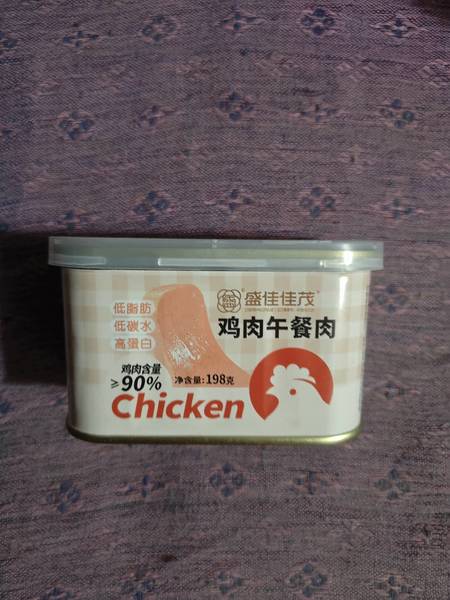 盛佳佳茂
鸡肉午餐肉
低脂肪
低碳水
高蛋白
鸡肉含量
≥90%
净含量:198克
Chicken